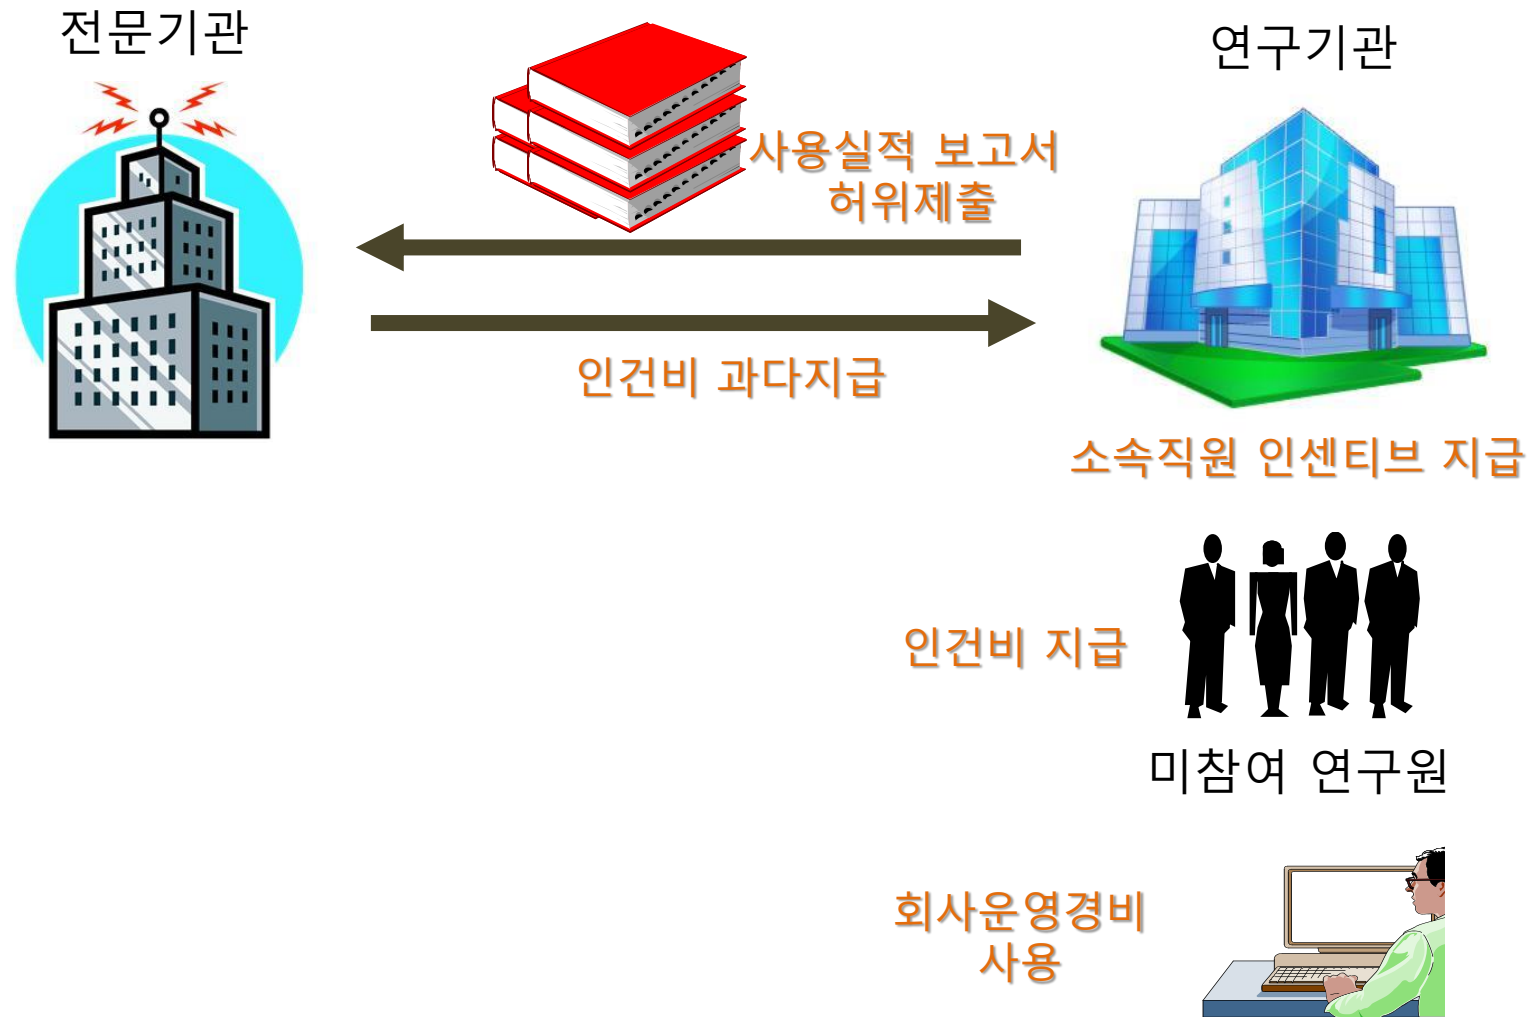 전문기관
연구기관
사용실적 보고서
허위제출
인건비 과다지급
소속직원 인센티브 지급
인건비 지급
미참여 연구원
회사운영경비
사용